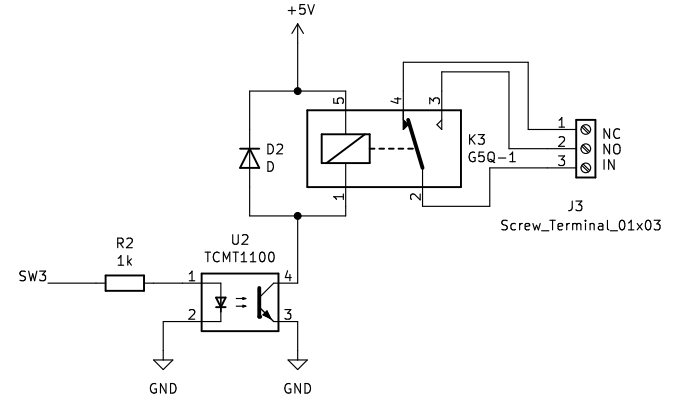 +5V
5
4
3
D2
D
K3
G5Q-1
1
2
3
NC
NO
IN
1
2
J3
Screw_Terminal_01x03
R2
1k
U2
TCMT1100
SW3
1
4
2
3
GND
GND